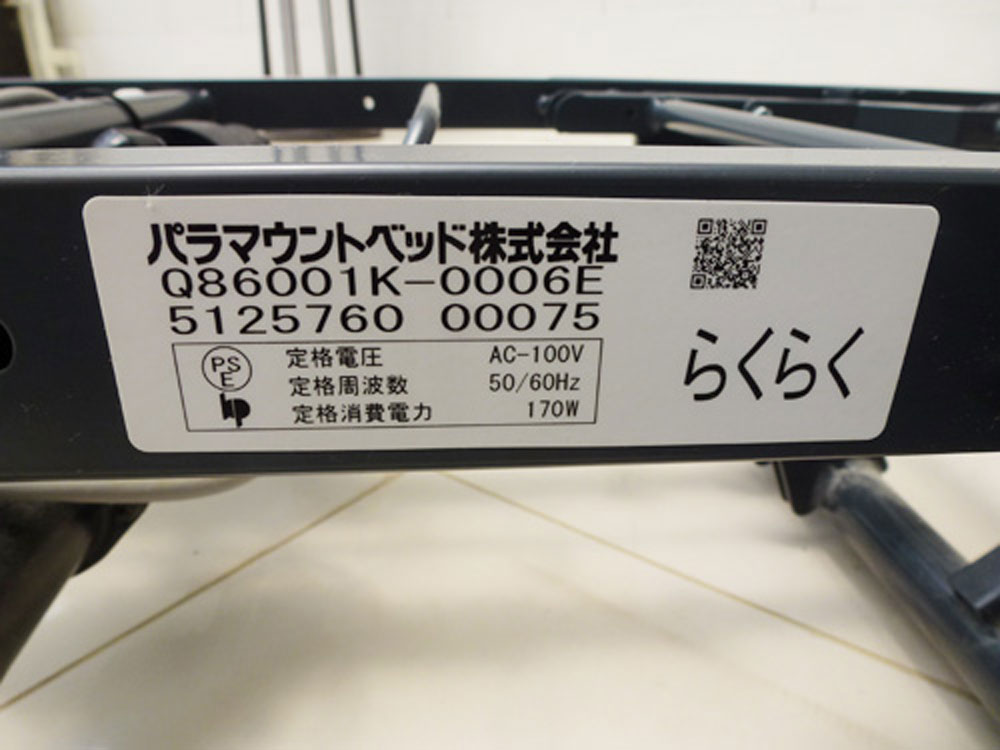 パラマウントベッド株式会社
Q86001K-0006E
5125760 00075
PS
E
定格電圧 AC-100V
定格周波数 50/60Hz
定格消費電力 170W
らくらく